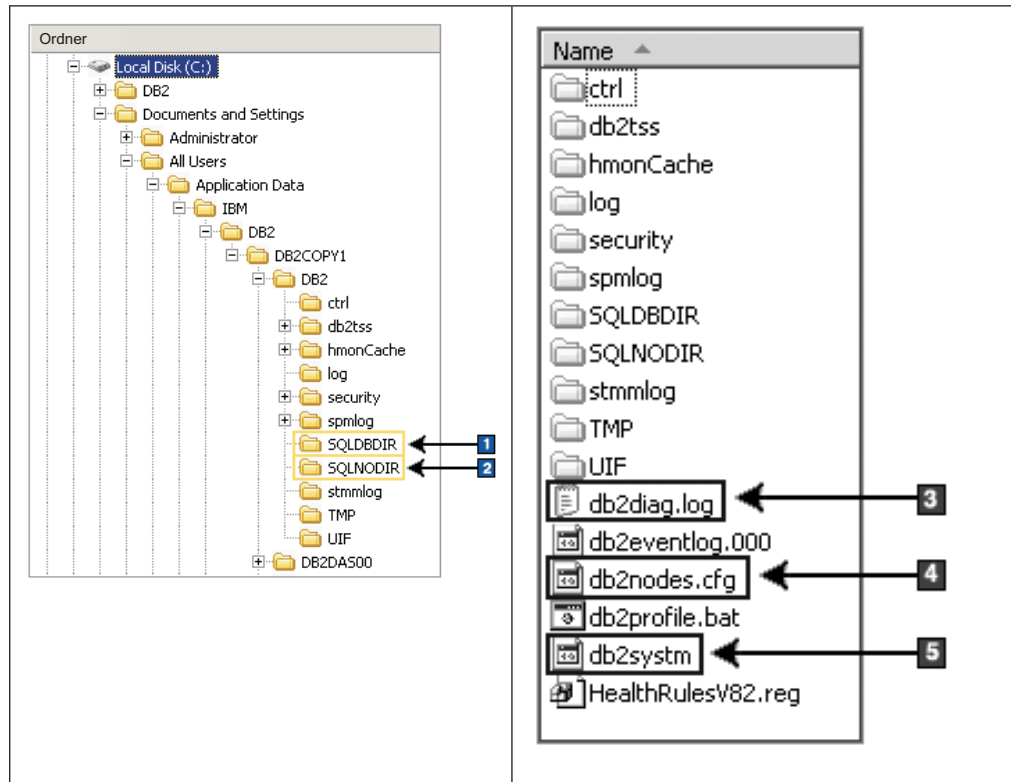 Ordner
Local Disk (C:)
DB2
Documents and Settings
Administrator
All Users
Application Data
IBM
DB2
DB2COPY1
DB2
ctrl
db2tss
hmonCache
log
security
spmlog
SQLDBDIR 1
SQLNODIR 2
stmmlog
TMP
UIF
DB2DAS00
Name
ctrl
db2tss
hmonCache
log
security
spmlog
SQLDBDIR
SQLNODIR
stmmlog
TMP
UIF
db2diag.log 3
db2eventlog.000
db2nodes.cfg 4
db2profile.bat
db2systm 5
HealthRulesV82.reg